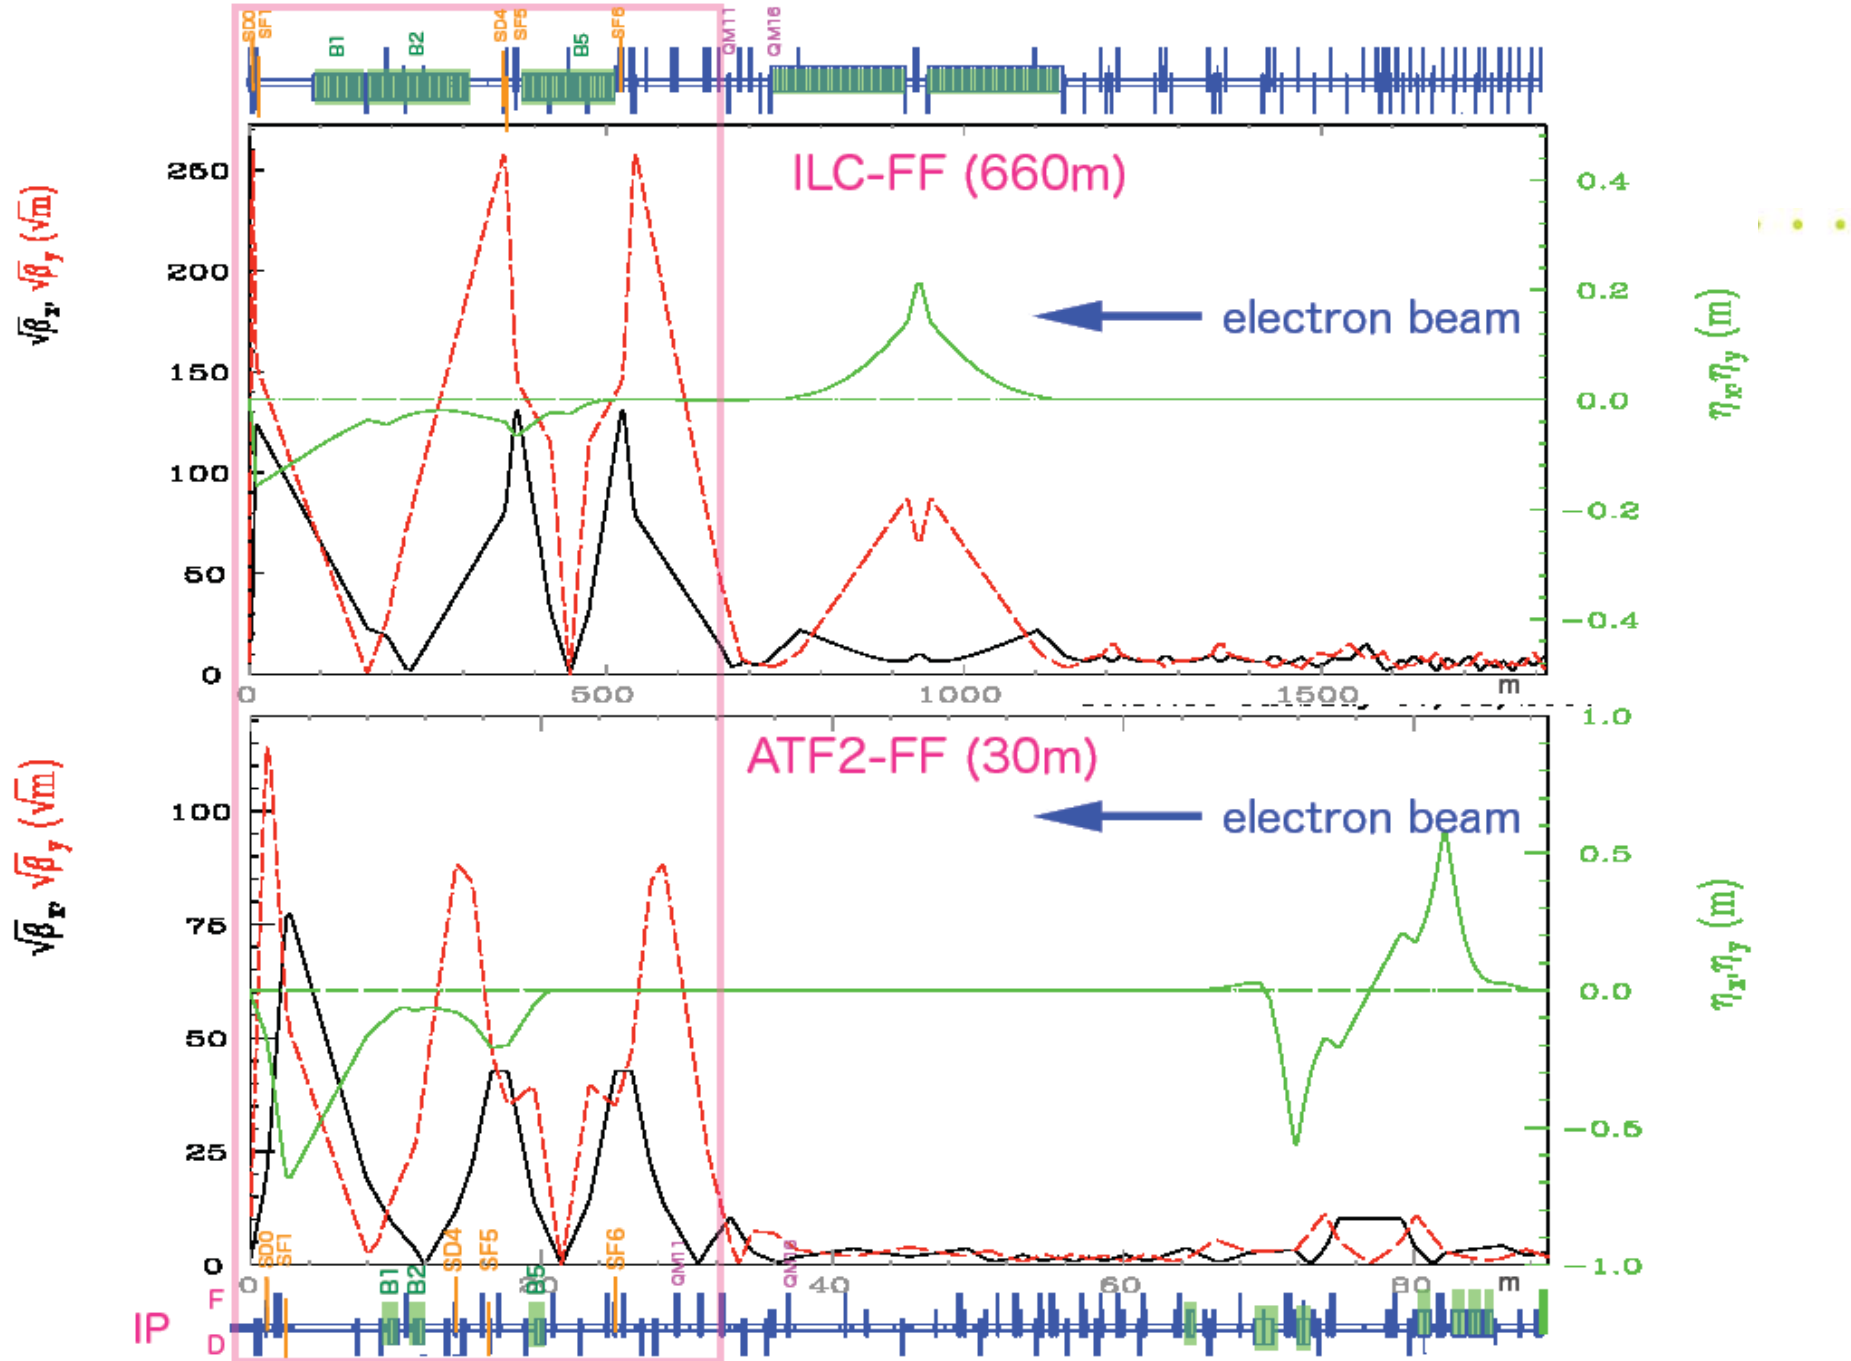 SD0 SF1 B1 B2 SD4 SF5 B5 SF6 QM11 QM16
ILC-FF (660m)
electron beam
√βx, √βy (√m)
250
200
150
100
50
0
0 500 1000 1500 m
0.4
0.2
0.0
-0.2
-0.4
ηx, ηy (m)
ATF2-FF (30m)
electron beam
√βx, √βy (√m)
100
75
50
25
0
1.0
0.5
0.0
-0.5
-1.0
ηx, ηy (m)
SD0 SF1 B1 B2 SD4 SF5 B5 SF6 QM11 QM16
0 20 40 60 80 m
F
IP
D